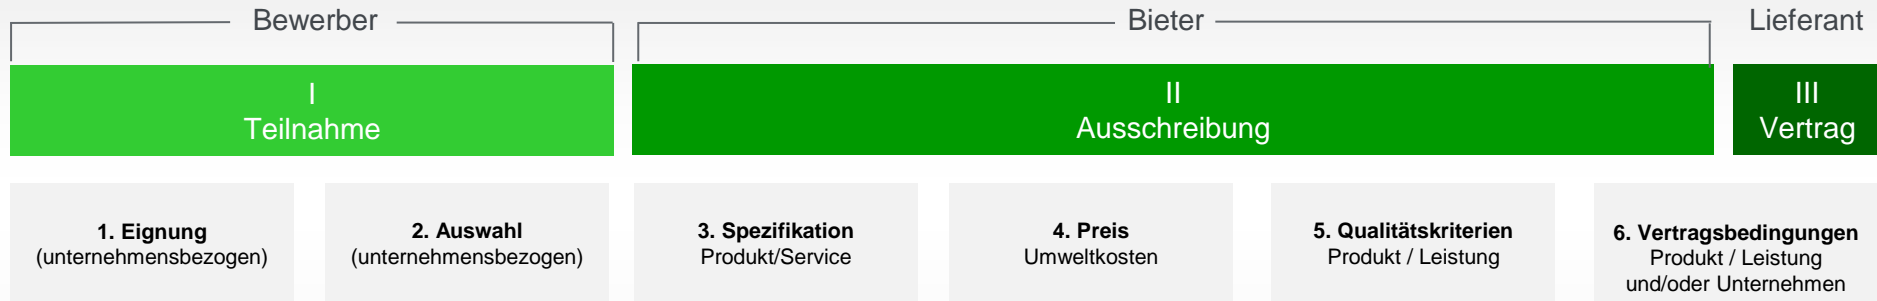 Bewerber
Bieter
Lieferant
I
Teilnahme
II
Ausschreibung
III
Vertrag
1. Eignung
(unternehmensbezogen)
2. Auswahl
(unternehmensbezogen)
3. Spezifikation
Produkt/Service
4. Preis
Umweltkosten
5. Qualitätskriterien
Produkt / Leistung
6. Vertragsbedingungen
Produkt / Leistung
und/oder Unternehmen